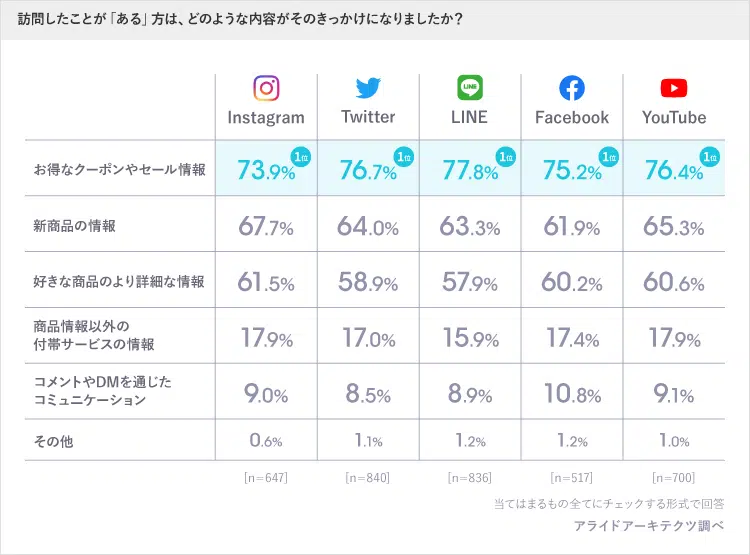 訪問したことが「ある」方は、どのような内容がそのきっかけになりましたか？
Instagram Twitter LINE Facebook YouTube
お得なクーポンやセール情報 73.9% 1位 76.7% 1位 77.8% 1位 75.2% 1位 76.4% 1位
新商品の情報 67.7% 64.0% 63.3% 61.9% 65.3%
好きな商品のより詳細な情報 61.5% 58.9% 57.9% 60.2% 60.6%
商品情報以外の
付帯サービスの情報 17.9% 17.0% 15.9% 17.4% 17.9%
コメントやDMを通じた
コミュニケーション 9.0% 8.5% 8.9% 10.8% 9.1%
その他 0.6% 1.1% 1.2% 1.2% 1.0%
[n=647] [n=840] [n=836] [n=517] [n=700]
当てはまるもの全てにチェックする形式で回答
アライドアーキテクツ調べ